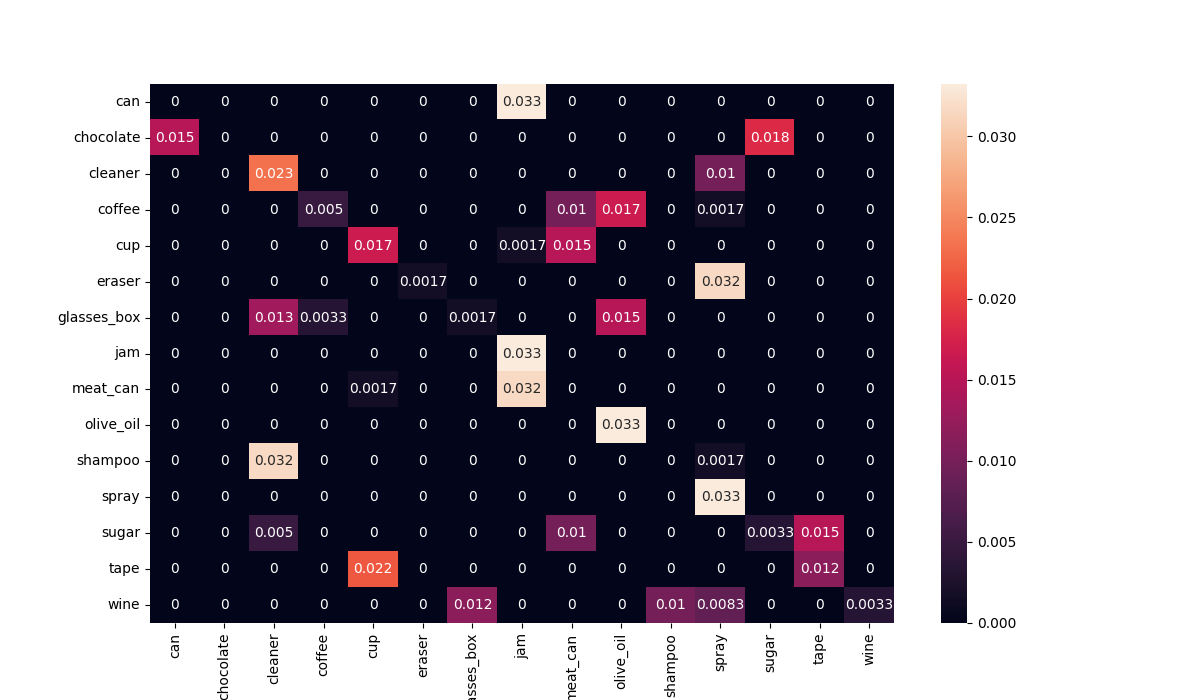 can 0 0 0 0 0 0 0 0.033 0 0 0 0 0 0 0
chocolate 0.015 0 0 0 0 0 0 0 0 0 0 0 0.018 0 0
cleaner 0 0 0.023 0 0 0 0 0 0 0 0 0.01 0 0 0
coffee 0 0 0 0.005 0 0 0 0 0.01 0.017 0 0.0017 0 0 0
cup 0 0 0 0 0.017 0 0 0.0017 0.015 0 0 0 0 0 0
eraser 0 0 0 0 0 0.0017 0 0 0 0 0 0.032 0 0 0
glasses_box 0 0 0.013 0.0033 0 0 0.0017 0 0 0.015 0 0 0 0 0
jam 0 0 0 0 0 0 0 0.033 0 0 0 0 0 0 0
meat_can 0 0 0 0 0.0017 0 0 0.032 0 0 0 0 0 0 0
olive_oil 0 0 0 0 0 0 0 0 0 0.033 0 0 0 0 0
shampoo 0 0 0.032 0 0 0 0 0 0 0 0 0.0017 0 0 0
spray 0 0 0 0 0 0 0 0 0 0 0 0.033 0 0 0
sugar 0 0 0.005 0 0 0 0 0 0.01 0 0 0 0.0033 0.015 0
tape 0 0 0 0 0.022 0 0 0 0 0 0 0 0 0.012 0
wine 0 0 0 0 0 0 0.012 0 0 0 0.01 0.0083 0 0 0.0033
can chocolate cleaner coffee cup eraser asses_box jam meat_can olive_oil shampoo spray sugar tape wine
0.030
0.025
0.020
0.015
0.010
0.005
0.000